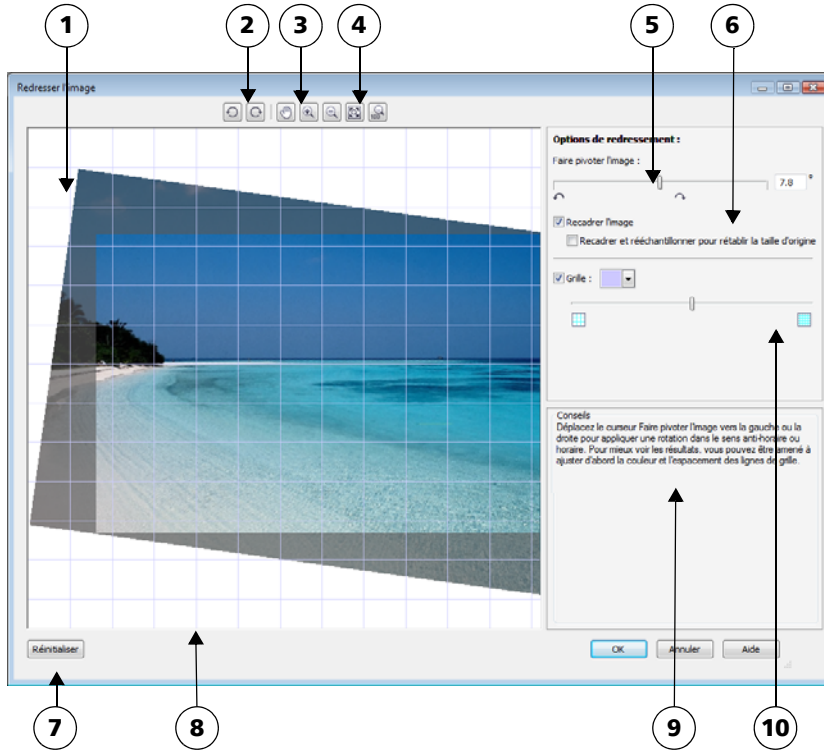 1
2
3
4
5
6
Redresser l'image
Options de redressement :
Faire pivoter l'image :
7.8 °
Recadrer l'image
Recadrer et rééchantillonner pour rétablir la taille d'origine
Grille :
Conseils
Déplacez le curseur Faire pivoter l'image vers la gauche ou la
droite pour appliquer une rotation dans le sens anti-horaire ou
horaire. Pour mieux voir les résultats, vous pouvez être amené à
ajuster d'abord la couleur et l'espacement des lignes de grille.
Réinitialiser
OK
Annuler
Aide
7
8
9
10